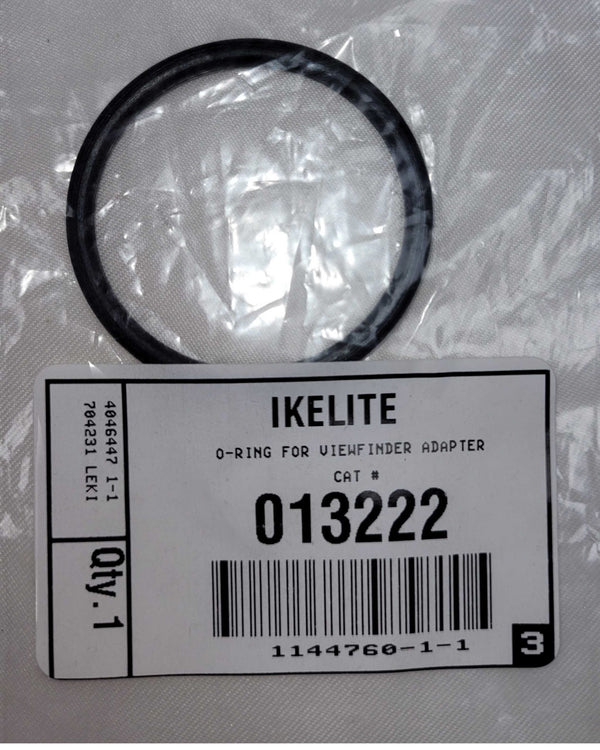 IKELITE
O-RING FOR VIEWFINDER ADAPTER
CAT #
013222
1144760-1-1
3
4046447 1-1
704231 LEKI
Qty. 1